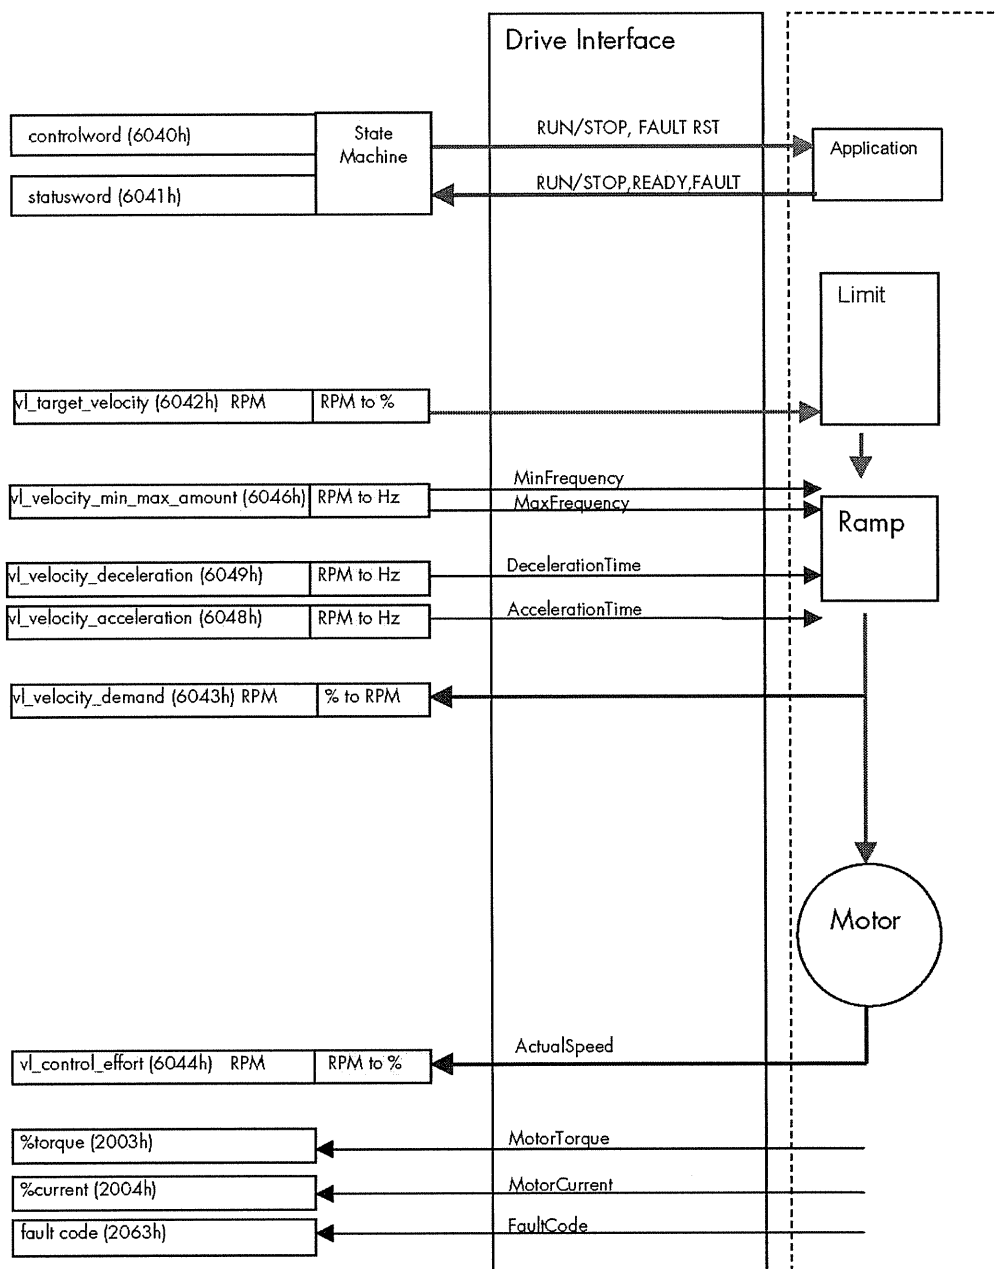 Drive Interface
controlword (6040h)
State
Machine
RUN/STOP, FAULT RST
Application
statusword (6041h)
RUN/STOP,READY,FAULT
Limit
vl_target_velocity (6042h) RPM
RPM to %
vl_velocity_min_max_amount (6046h)
RPM to Hz
MinFrequency
MaxFrequency
Ramp
vl_velocity_deceleration (6049h)
RPM to Hz
DecelerationTime
vl_velocity_acceleration (6048h)
RPM to Hz
AccelerationTime
vl_velocity_demand (6043h) RPM
% to RPM
Motor
vl_control_effort (6044h) RPM
RPM to %
ActualSpeed
%torque (2003h)
MotorTorque
%current (2004h)
MotorCurrent
fault code (2063h)
FaultCode